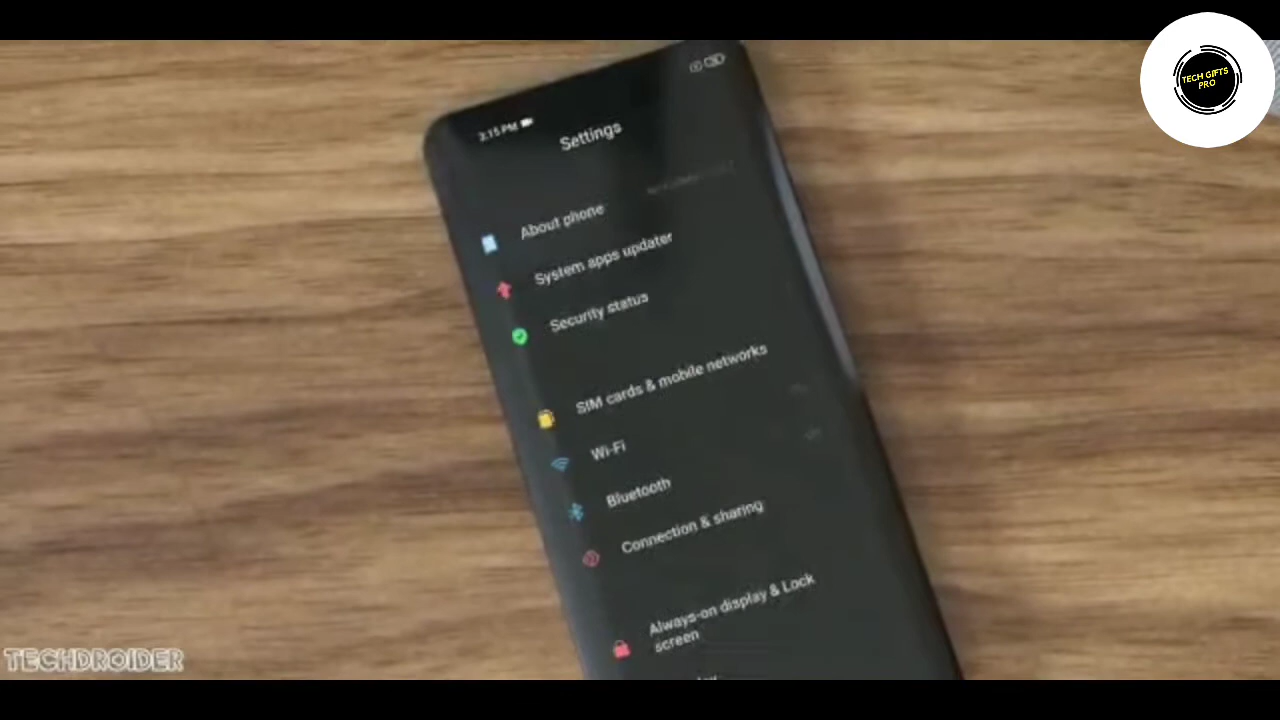 TECH GIFTS
PRO
3:15 PM
Settings
About phone
System apps updater
Security status
SIM cards & mobile networks
Wi-Fi
Bluetooth
Connection & sharing
Always-on display & Lock
screen
TECHDROIDER